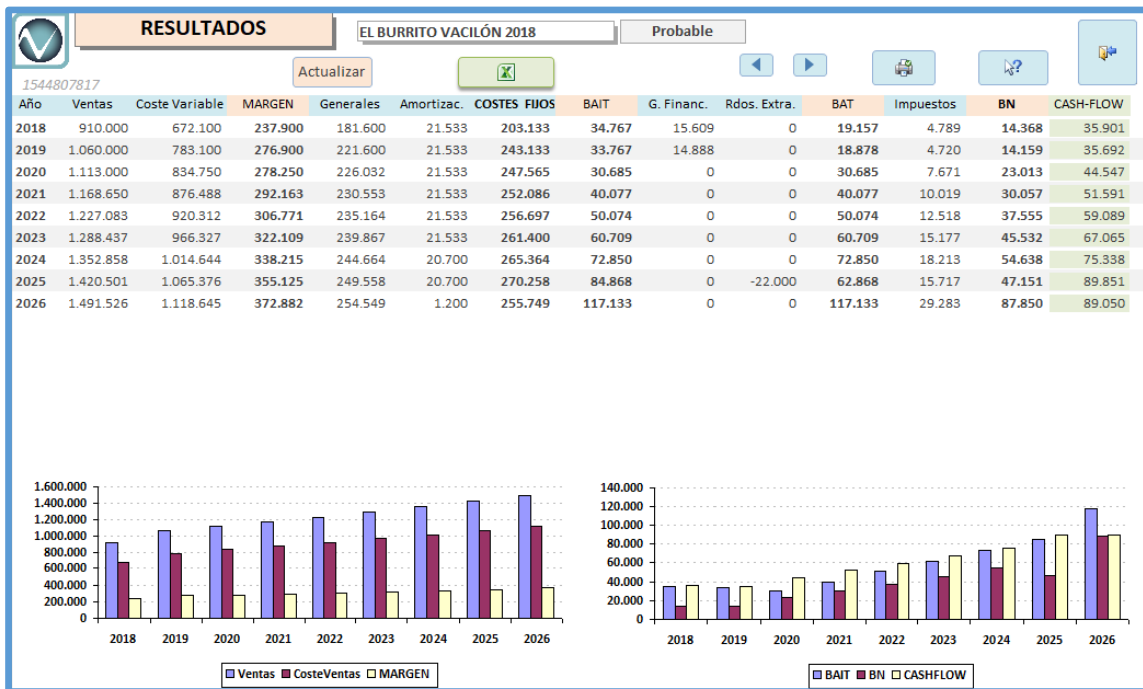 RESULTADOS
EL BURRITO VACILÓN 2018
Probable
Actualizar
1544807817
Año Ventas Coste Variable MARGEN Generales Amortizac. COSTES FIJOS BAIT G. Financ. Rdos. Extra. BAT Impuestos BN CASH-FLOW
2018 910.000 672.100 237.900 181.600 21.533 203.133 34.767 15.609 0 19.157 4.789 14.368 35.901
2019 1.060.000 783.100 276.900 221.600 21.533 243.133 33.767 14.888 0 18.878 4.720 14.159 35.692
2020 1.113.000 834.750 278.250 226.032 21.533 247.565 30.685 0 0 30.685 7.671 23.013 44.547
2021 1.168.650 876.488 292.163 230.553 21.533 252.086 40.077 0 0 40.077 10.019 30.057 51.591
2022 1.227.083 920.312 306.771 235.164 21.533 256.697 50.074 0 0 50.074 12.518 37.555 59.089
2023 1.288.437 966.327 322.109 239.867 21.533 261.400 60.709 0 0 60.709 15.177 45.532 67.065
2024 1.352.858 1.014.644 338.215 244.664 20.700 265.364 72.850 0 0 72.850 18.213 54.638 75.338
2025 1.420.501 1.065.376 355.125 249.558 20.700 270.258 84.868 0 -22.000 62.868 15.717 47.151 89.851
2026 1.491.526 1.118.645 372.882 254.549 1.200 255.749 117.133 0 0 117.133 29.283 87.850 89.050
1.600.000
1.400.000
1.200.000
1.000.000
800.000
600.000
400.000
200.000
0
2018 2019 2020 2021 2022 2023 2024 2025 2026
Ventas CosteVentas MARGEN
140.000
120.000
100.000
80.000
60.000
40.000
20.000
0
2018 2019 2020 2021 2022 2023 2024 2025 2026
BAIT BN CASHFLOW